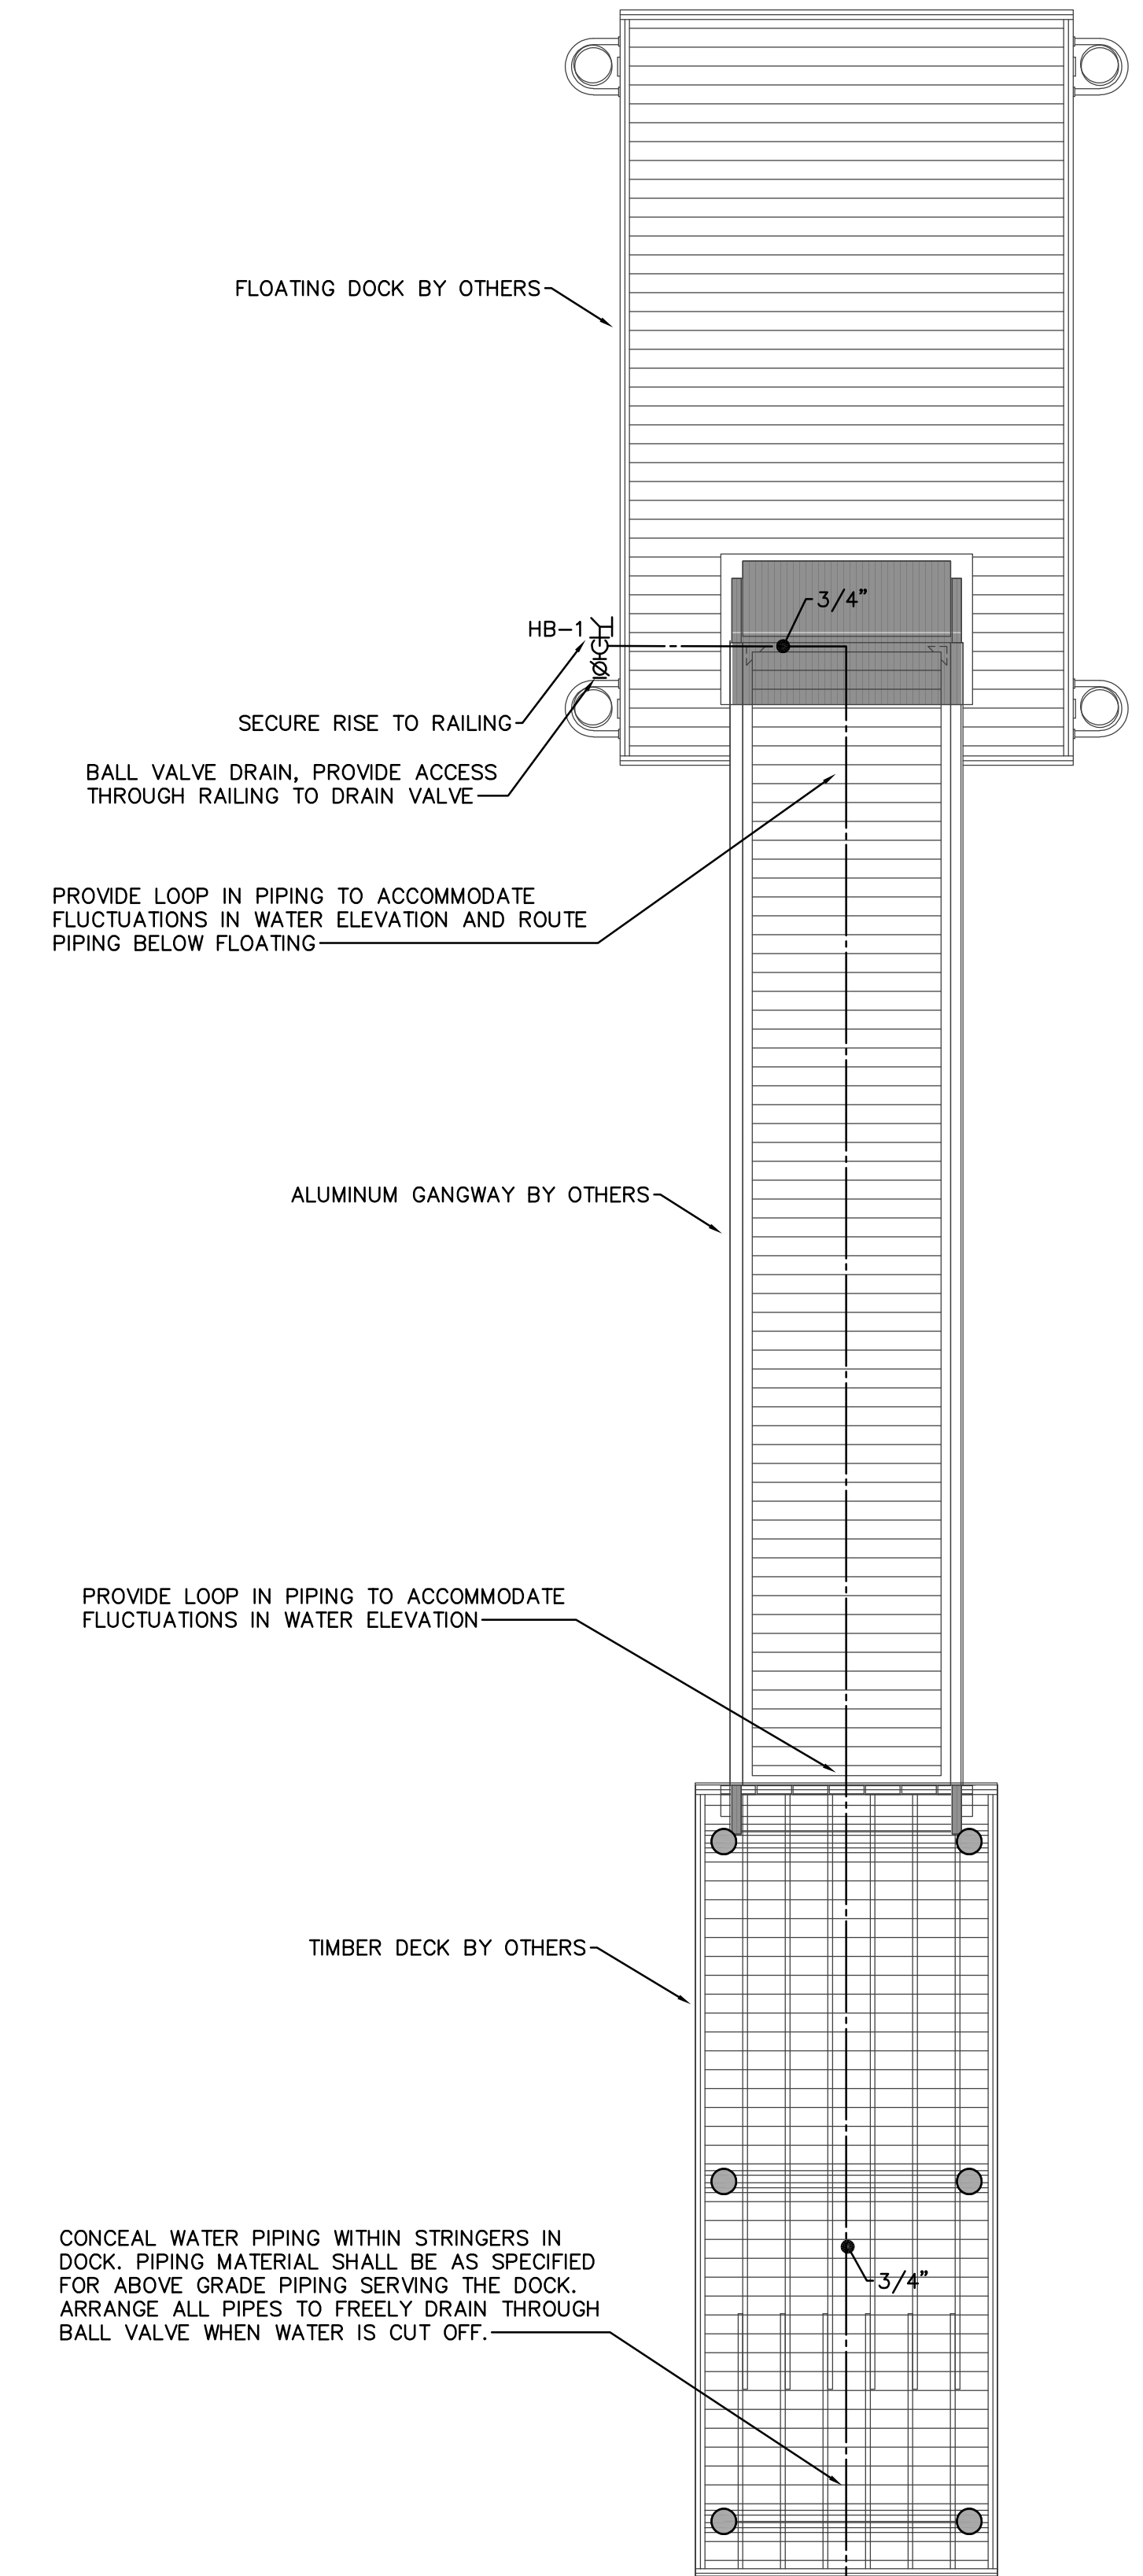 FLOATING DOCK BY OTHERS
3/4"
HB-1
SECURE RISE TO RAILING
BALL VALVE DRAIN, PROVIDE ACCESS
THROUGH RAILING TO DRAIN VALVE
PROVIDE LOOP IN PIPING TO ACCOMMODATE
FLUCTUATIONS IN WATER ELEVATION AND ROUTE
PIPING BELOW FLOATING
ALUMINUM GANGWAY BY OTHERS
PROVIDE LOOP IN PIPING TO ACCOMMODATE
FLUCTUATIONS IN WATER ELEVATION
TIMBER DECK BY OTHERS
CONCEAL WATER PIPING WITHIN STRINGERS IN
DOCK. PIPING MATERIAL SHALL BE AS SPECIFIED
FOR ABOVE GRADE PIPING SERVING THE DOCK.
ARRANGE ALL PIPES TO FREELY DRAIN THROUGH
BALL VALVE WHEN WATER IS CUT OFF.
3/4"